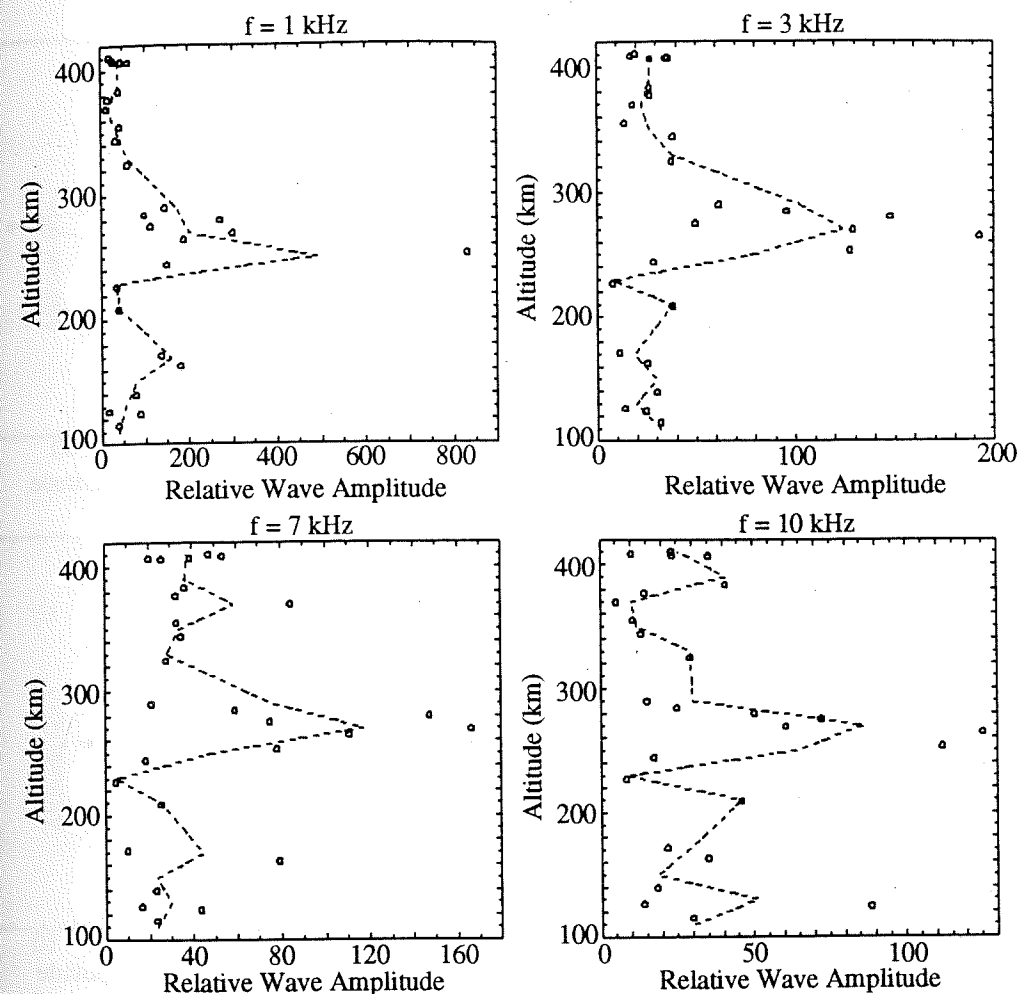 f = 1 kHz
400
300
200
100
Altitude (km)
0 200 400 600 800
Relative Wave Amplitude
f = 3 kHz
400
300
200
100
Altitude (km)
0 100 200
Relative Wave Amplitude
f = 7 kHz
400
300
200
100
Altitude (km)
0 40 80 120 160
Relative Wave Amplitude
f = 10 kHz
400
300
200
100
Altitude (km)
0 50 100
Relative Wave Amplitude